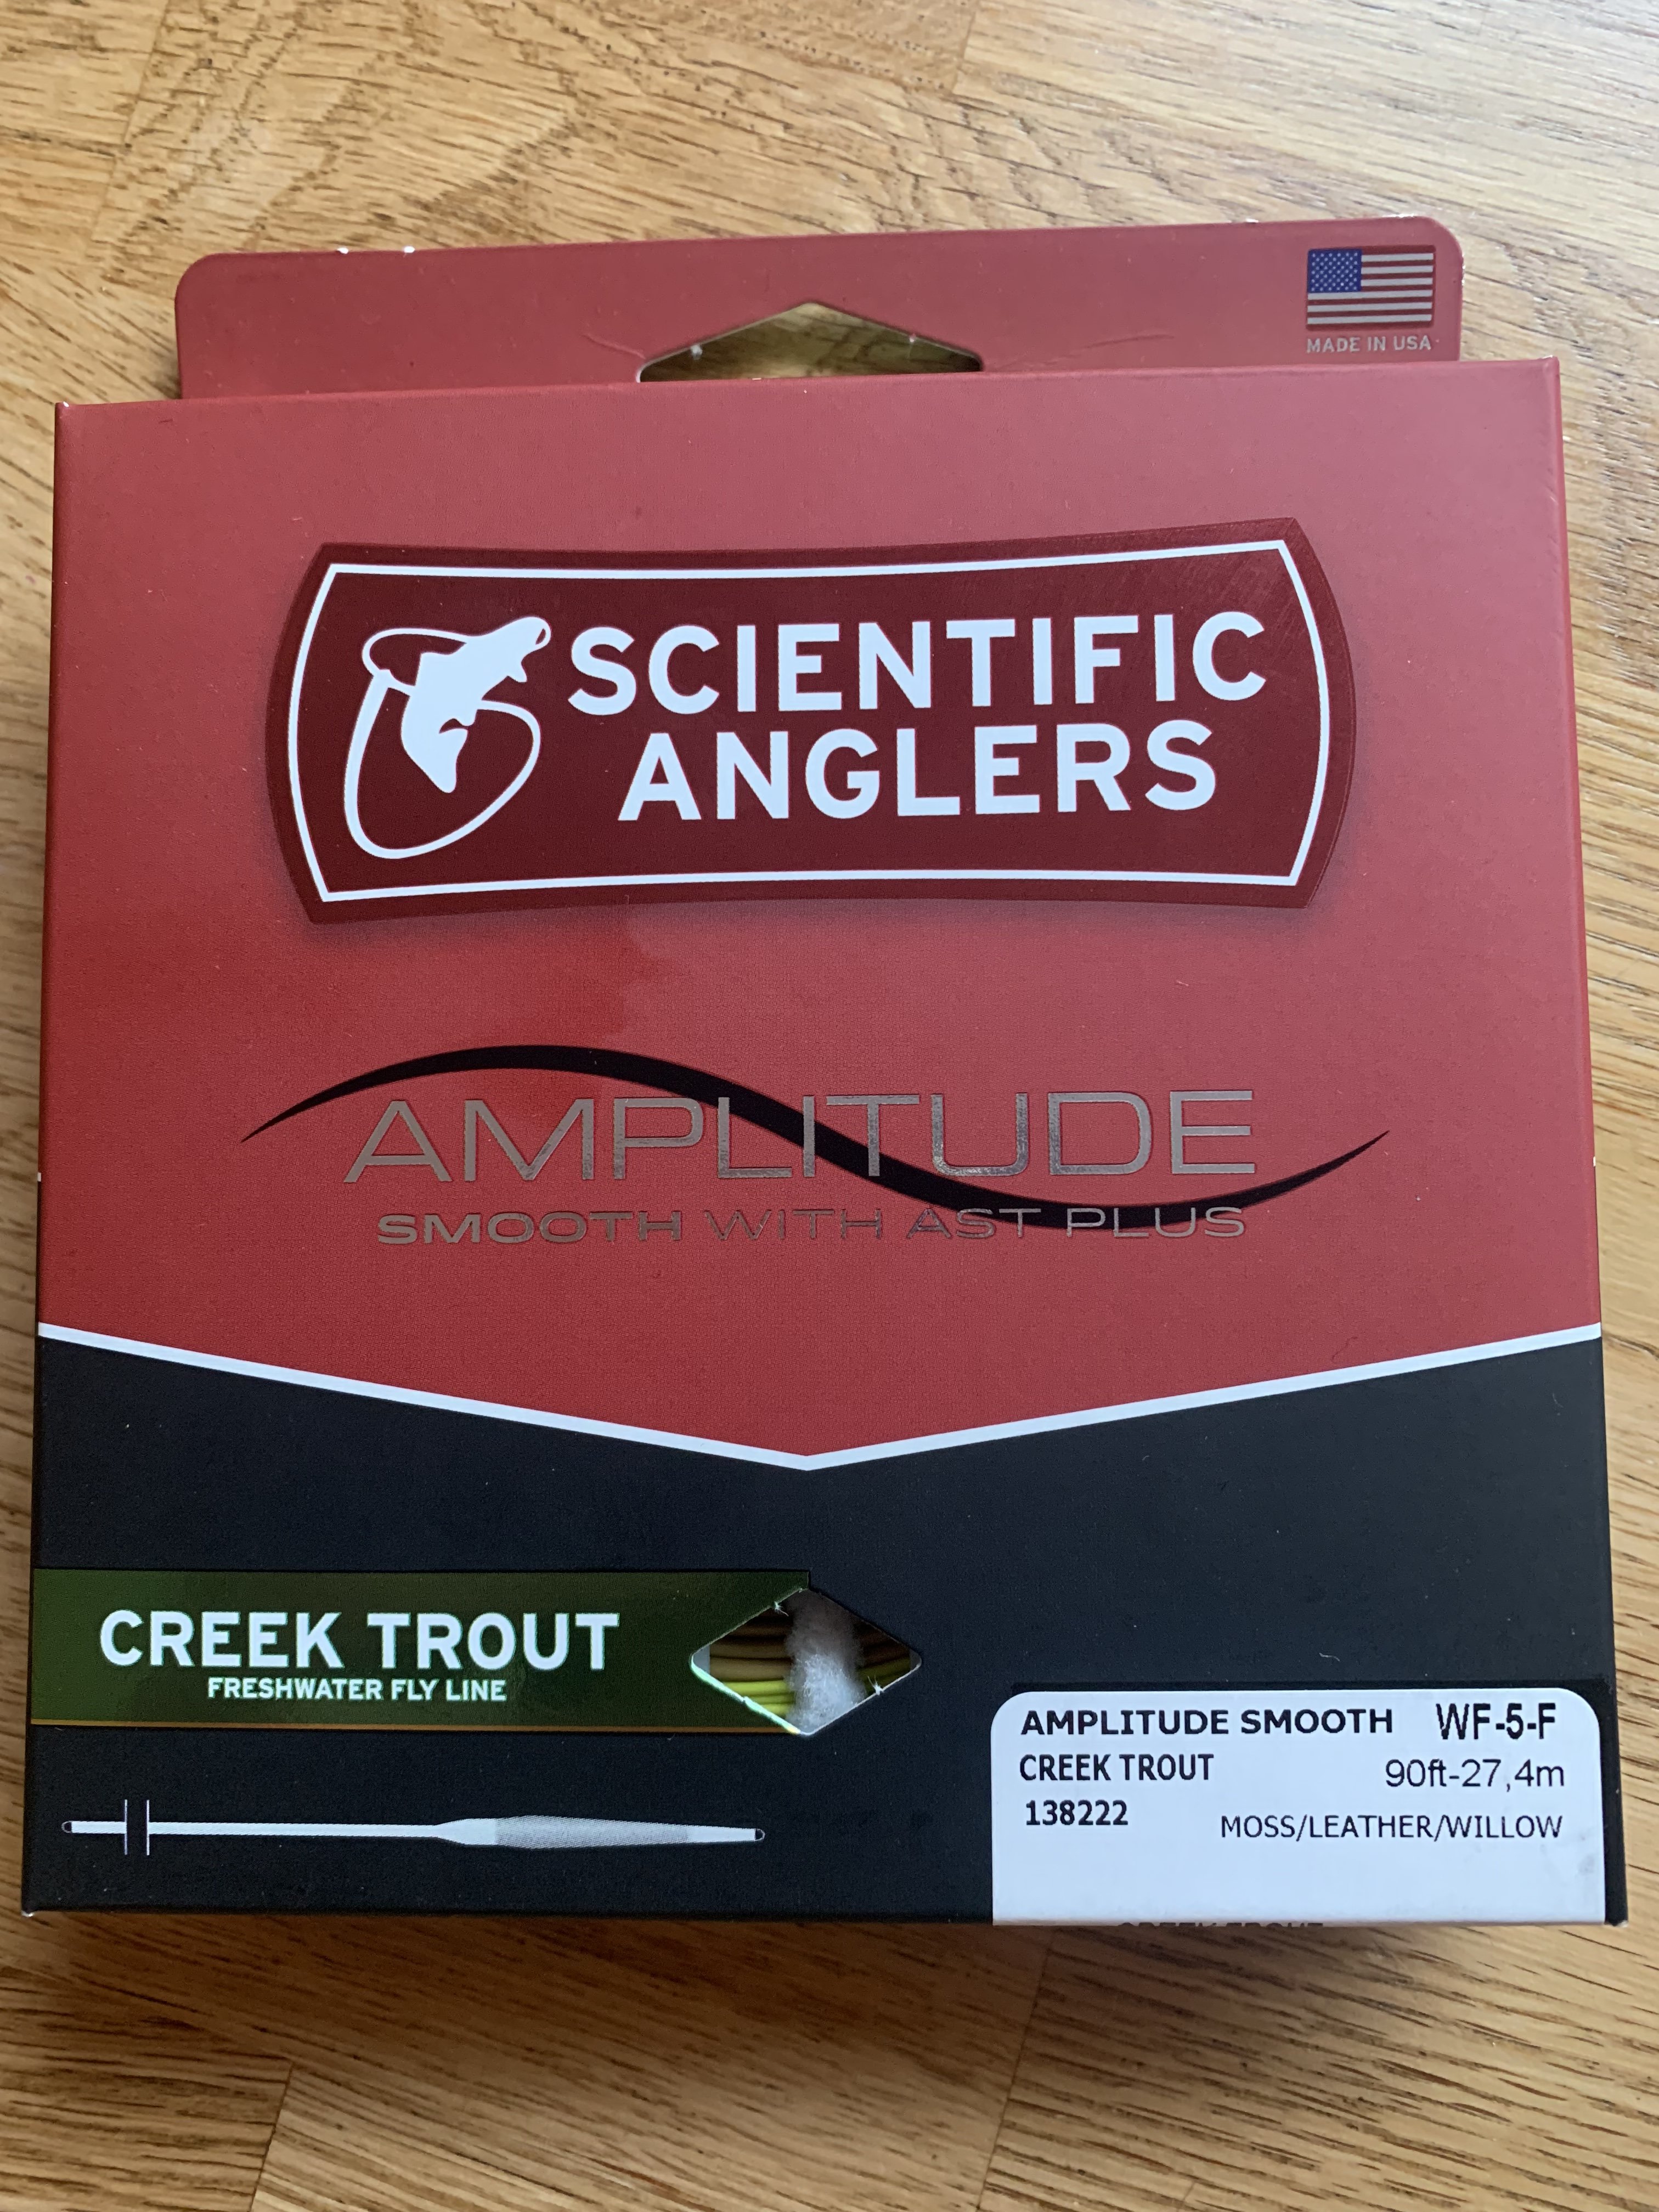 MADE IN USA
SCIENTIFIC
ANGLERS
AMPLITUDE
SMOOTH WITH AST PLUS
CREEK TROUT
FRESHWATER FLY LINE
AMPLITUDE SMOOTH WF-5-F
CREEK TROUT 90ft-27,4m
138222 MOSS/LEATHER/WILLOW